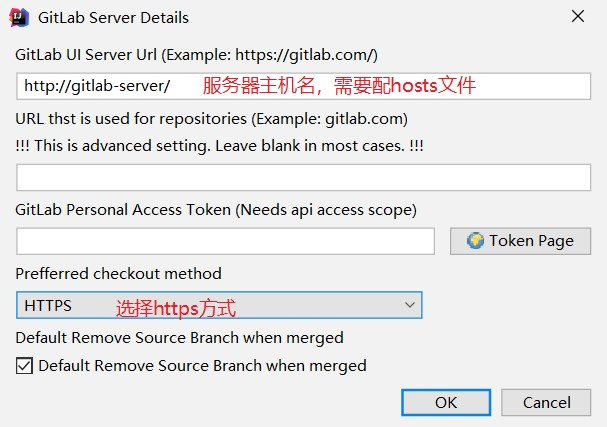 GitLab Server Details
GitLab UI Server Url (Example: https://gitlab.com/)
http://gitlab-server/ 服务器主机名，需要配hosts文件
URL thst is used for repositories (Example: gitlab.com)
!!! This is advanced setting. Leave blank in most cases. !!!
GitLab Personal Access Token (Needs api access scope)
Token Page
Prefferred checkout method
HTTPS 选择https方式
Default Remove Source Branch when merged
Default Remove Source Branch when merged
OK Cancel